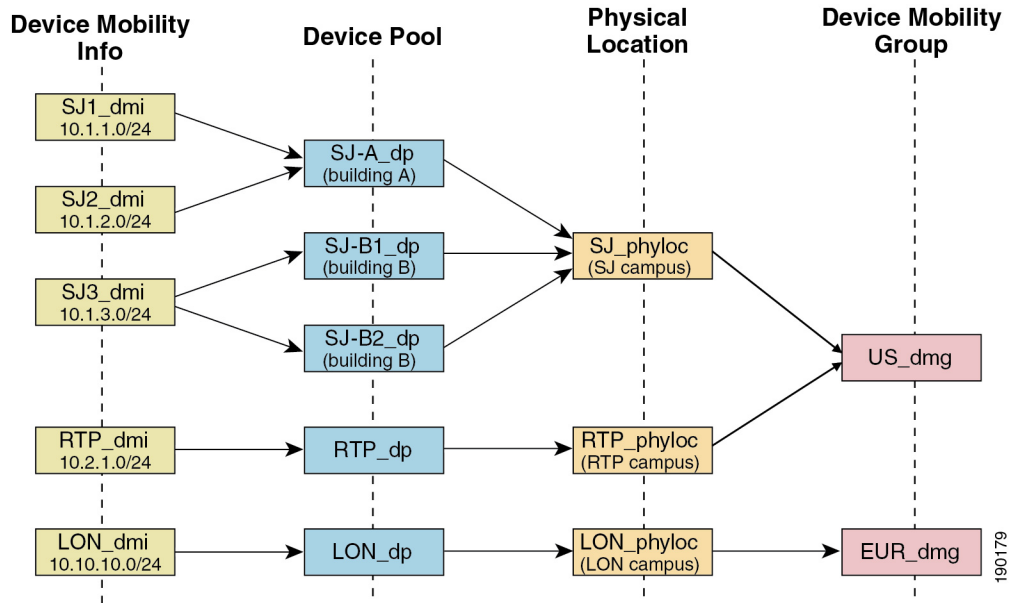 Device Mobility
Info
Device Pool
Physical
Location
Device Mobility
Group
SJ1_dmi
10.1.1.0/24
SJ2_dmi
10.1.2.0/24
SJ3_dmi
10.1.3.0/24
RTP_dmi
10.2.1.0/24
LON_dmi
10.10.10.0/24
SJ-A_dp
(building A)
SJ-B1_dp
(building B)
SJ-B2_dp
(building B)
RTP_dp
LON_dp
SJ_phyloc
(SJ campus)
RTP_phyloc
(RTP campus)
LON_phyloc
(LON campus)
US_dmg
EUR_dmg
190179